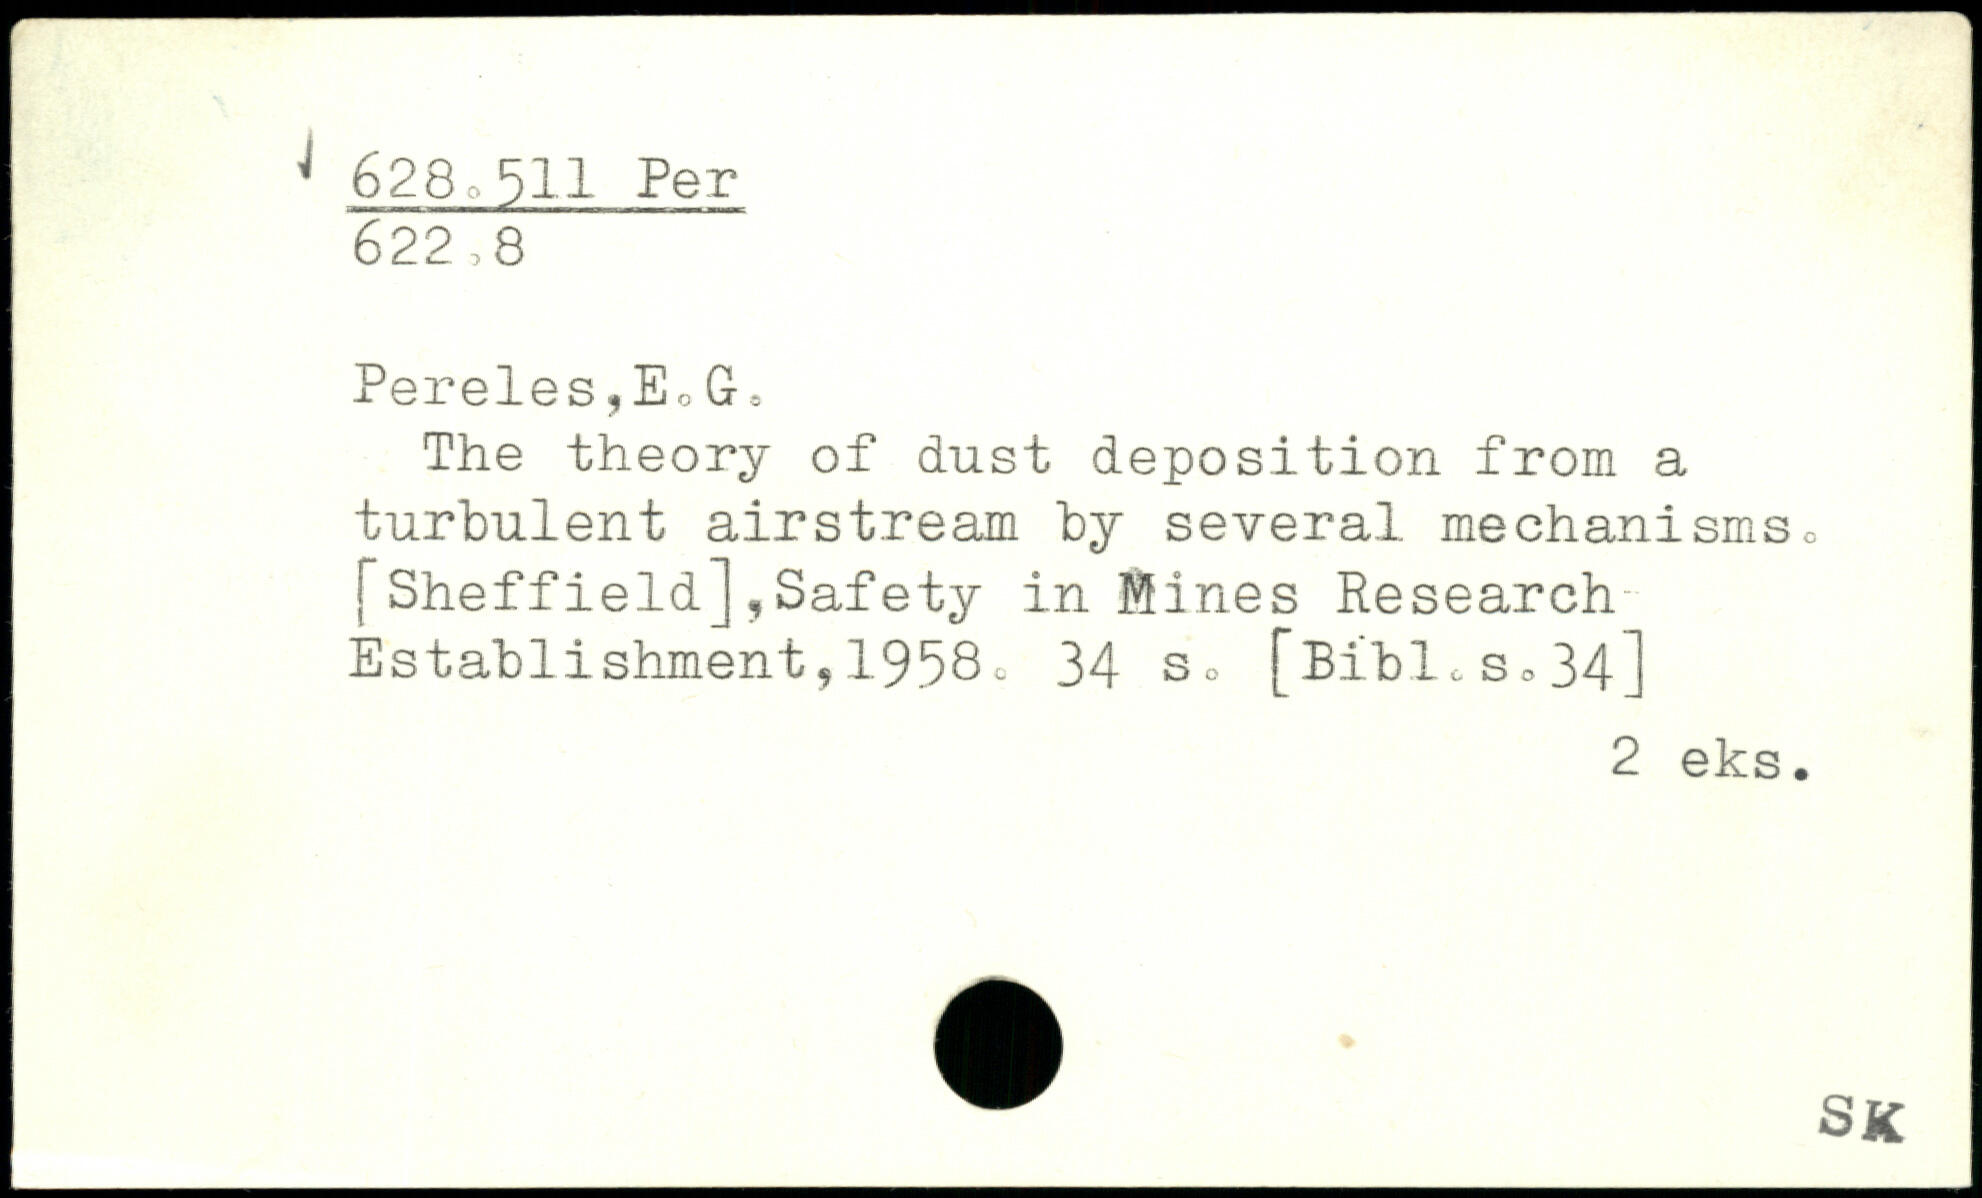 628.511 Per
622.8
Pereles,E.G.
The theory of dust deposition from a
turbulent airstream by several mechanisms.
[Sheffield],Safety in Mines Research
Establishment,1958. 34 s. [Bibl.s.34]
2 eks.
SK